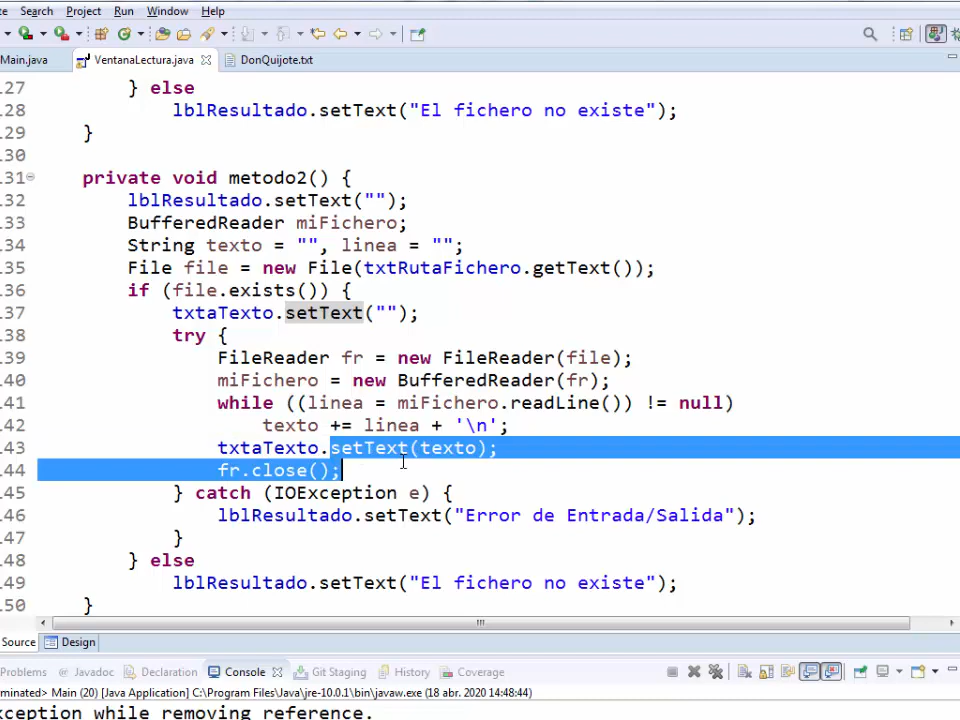 e Search Project Run Window Help
Main.java VentanaLectura.java DonQuijote.txt
127 } else
128 lblResultado.setText("El fichero no existe");
129 }
130
131 private void metodo2() {
132 lblResultado.setText("");
133 BufferedReader miFichero;
134 String texto = "", linea = "";
135 File file = new File(txtRutaFichero.getText());
136 if (file.exists()) {
137 txtaTexto.setText("");
138 try {
139 FileReader fr = new FileReader(file);
140 miFichero = new BufferedReader(fr);
141 while ((linea = miFichero.readLine()) != null)
142 texto += linea + '\n';
143 txtaTexto.setText(texto);
144 fr.close();
145 } catch (IOException e) {
146 lblResultado.setText("Error de Entrada/Salida");
147 }
148 } else
149 lblResultado.setText("El fichero no existe");
150 }
Source Design
Problems @ Javadoc Declaration Console Git Staging History Coverage
minated> Main (20) [Java Application] C:\Program Files\Java\jre-10.0.1\bin\javaw.exe (18 abr. 2020 14:48:44)
xception while removing reference.